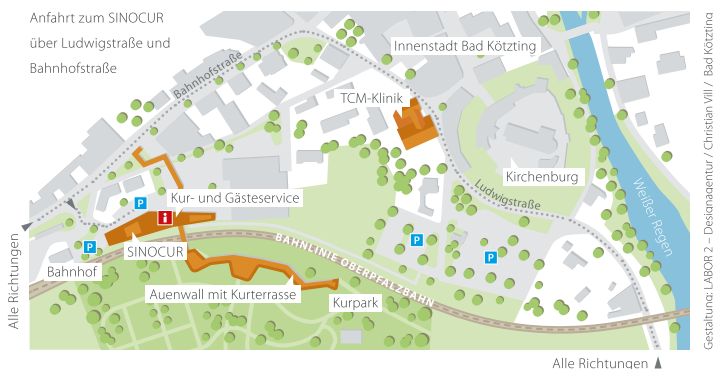 Anfahrt zum SINOCUR
über Ludwigstraße und
Bahnhofstraße
Bahnhofstraße
Innenstadt Bad Kötzting
TCM-Klinik
Kirchenburg
Ludwigstraße
Weißer Regen
P
Kur- und Gästeservice
i
P
SINOCUR
Bahnhof
P
P
BAHNLINIE OBERPFALZBAHN
Auenwall mit Kurterrasse
Kurpark
Alle Richtungen
Alle Richtungen
Gestaltung: LABOR 2 – Designagentur / Christian Vill / Bad Kötzting